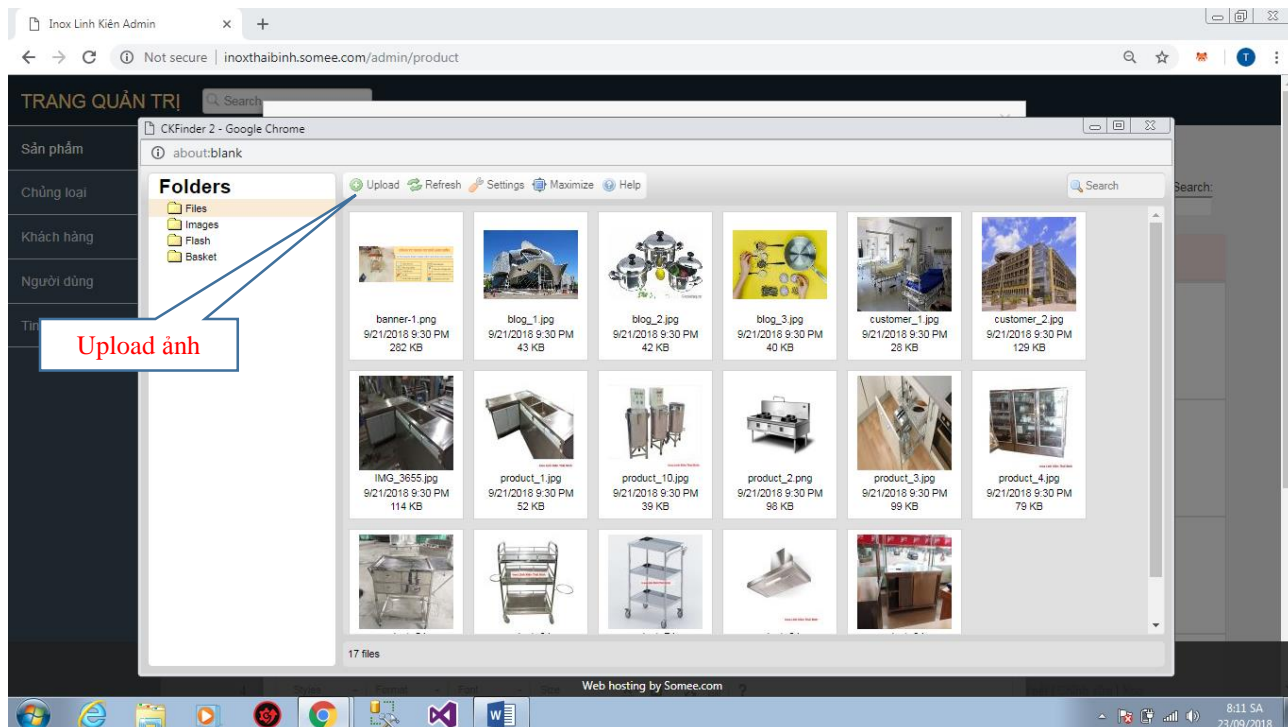 Inox Linh Kiện Admin
Not secure | inoxthaibinh.somee.com/admin/product
T
TRANG QUẢN TRỊ
Search
CKFinder 2 - Google Chrome
about:blank
Sản phẩm
Chủng loại
Khách hàng
Người dùng
Tin
Search:
Folders
Files
Images
Flash
Basket
Upload Refresh Settings Maximize Help
Search
Upload ảnh
banner-1.png blog_1.jpg blog_2.jpg blog_3.jpg customer_1.jpg customer_2.jpg
9/21/2018 9:30 PM 9/21/2018 9:30 PM 9/21/2018 9:30 PM 9/21/2018 9:30 PM 9/21/2018 9:30 PM 9/21/2018 9:30 PM
282 KB 43 KB 42 KB 40 KB 28 KB 129 KB
IMG_3655.jpg product_1.jpg product_10.jpg product_2.png product_3.jpg product_4.jpg
9/21/2018 9:30 PM 9/21/2018 9:30 PM 9/21/2018 9:30 PM 9/21/2018 9:30 PM 9/21/2018 9:30 PM 9/21/2018 9:30 PM
114 KB 52 KB 39 KB 98 KB 99 KB 79 KB
17 files
Web hosting by Somee.com
8:11 SA
23/09/2018